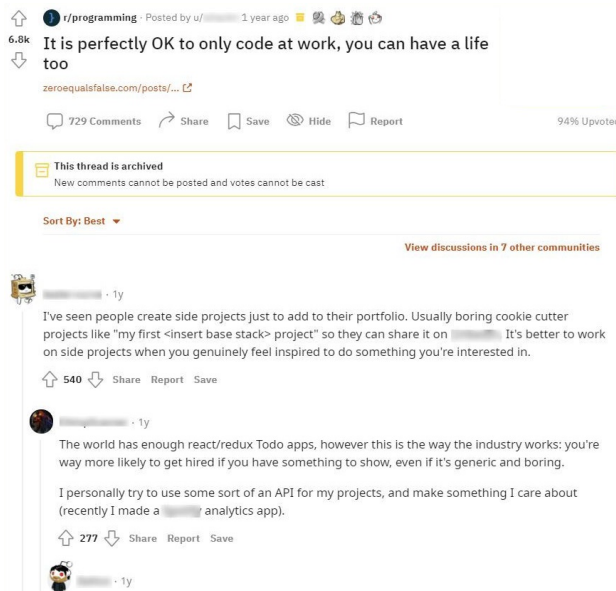 r/programming · Posted by u/ 1 year ago
6.8k
It is perfectly OK to only code at work, you can have a life
too
zeroequalsfalse.com/posts/...
729 Comments Share Save Hide Report 94% Upvote
This thread is archived
New comments cannot be posted and votes cannot be cast
Sort By: Best
View discussions in 7 other communities
· 1y
I've seen people create side projects just to add to their portfolio. Usually boring cookie cutter
projects like "my first <insert base stack> project" so they can share it on . It's better to work
on side projects when you genuinely feel inspired to do something you're interested in.
540 Share Report Save
· 1y
The world has enough react/redux Todo apps, however this is the way the industry works: you're
way more likely to get hired if you have something to show, even if it's generic and boring.
I personally try to use some sort of an API for my projects, and make something I care about
(recently I made a analytics app).
277 Share Report Save
· 1y